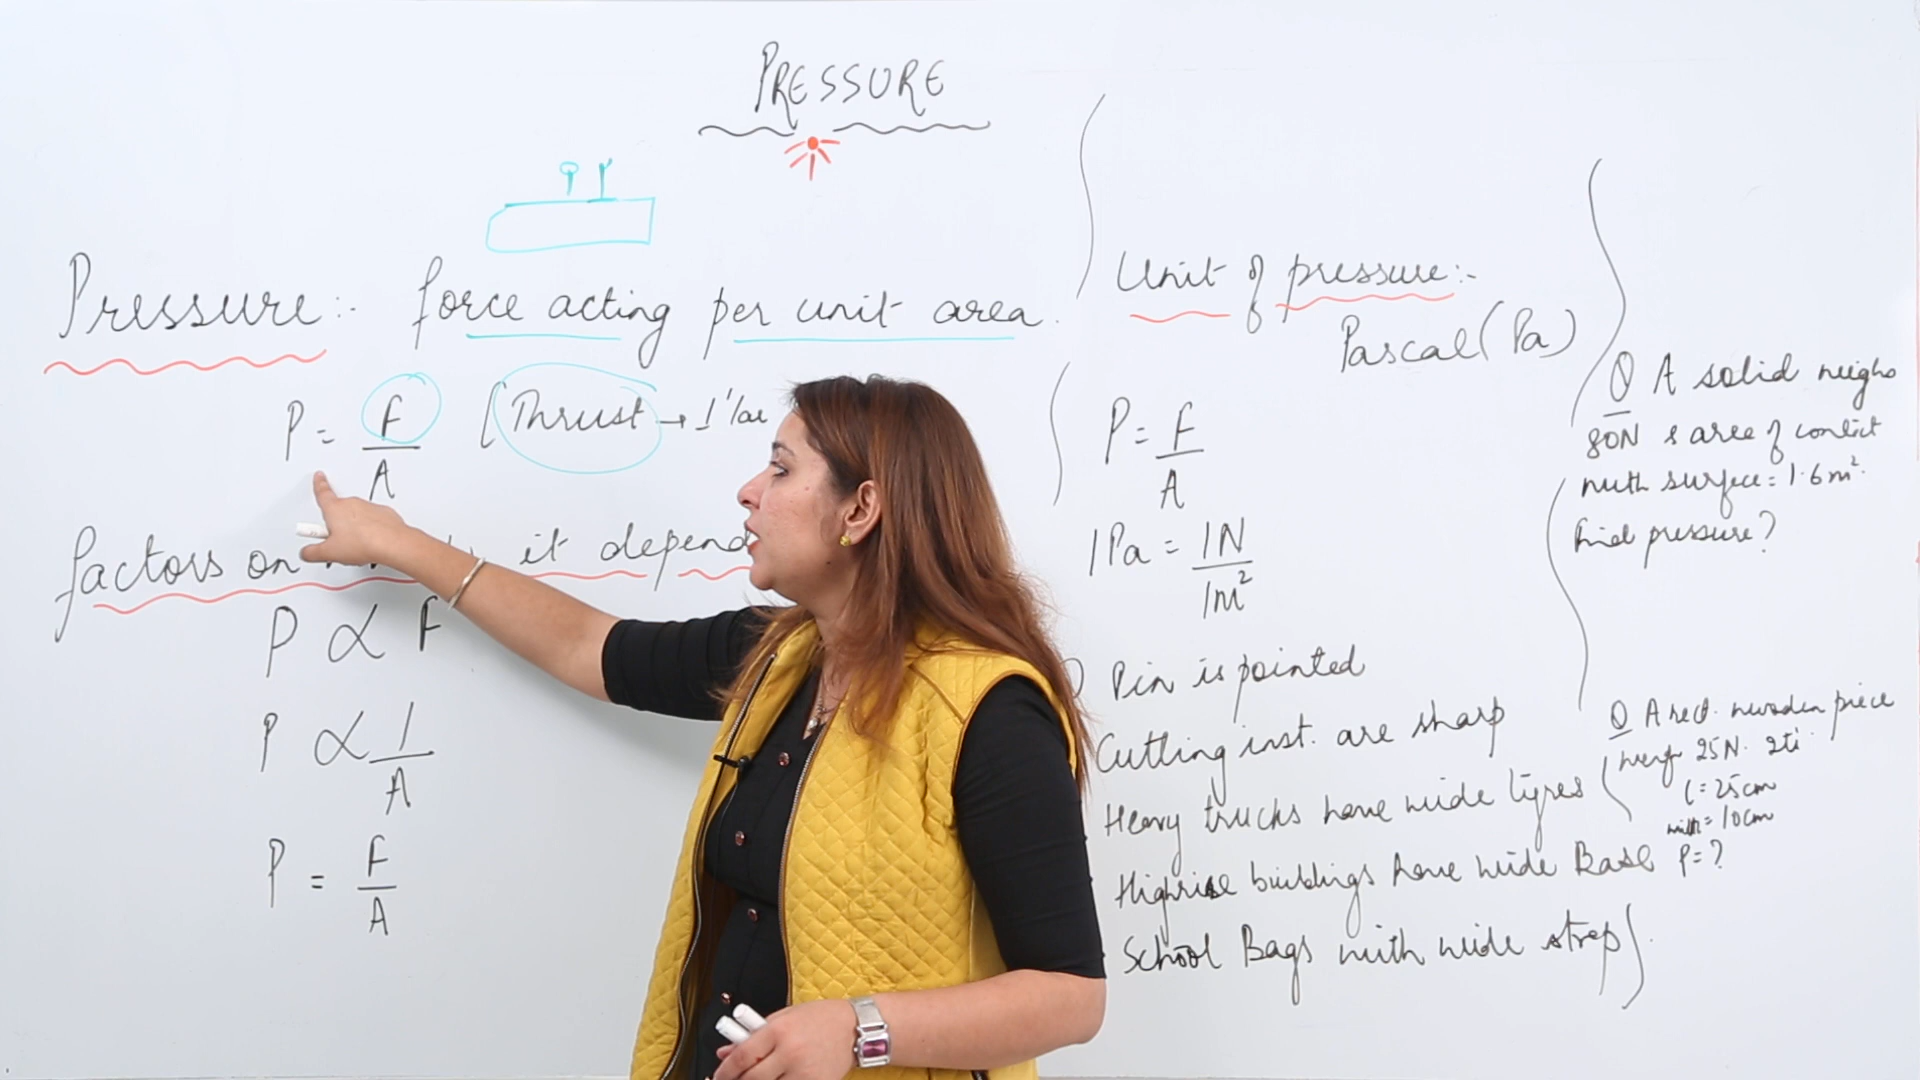 PRESSURE
Pressure:- force acting per unit area.
P = F/A [Thrust → 1'lar
factors on it depend
P ∝ F
P ∝ 1/A
P = F/A
Unit of pressure:-
Pascal (Pa)
P = F/A
1Pa = 1N/1m²
Pin is pointed
Cutting inst. are sharp
Heavy trucks have wide tyres
Highrise buildings have wide Base
School Bags with wide strap
Q A solid weighs
80N & area of contact
with surface = 1.6m².
Find pressure?
Q A rect. wooden piece
25N.
l = 25cm
width = 10cm
P = ?